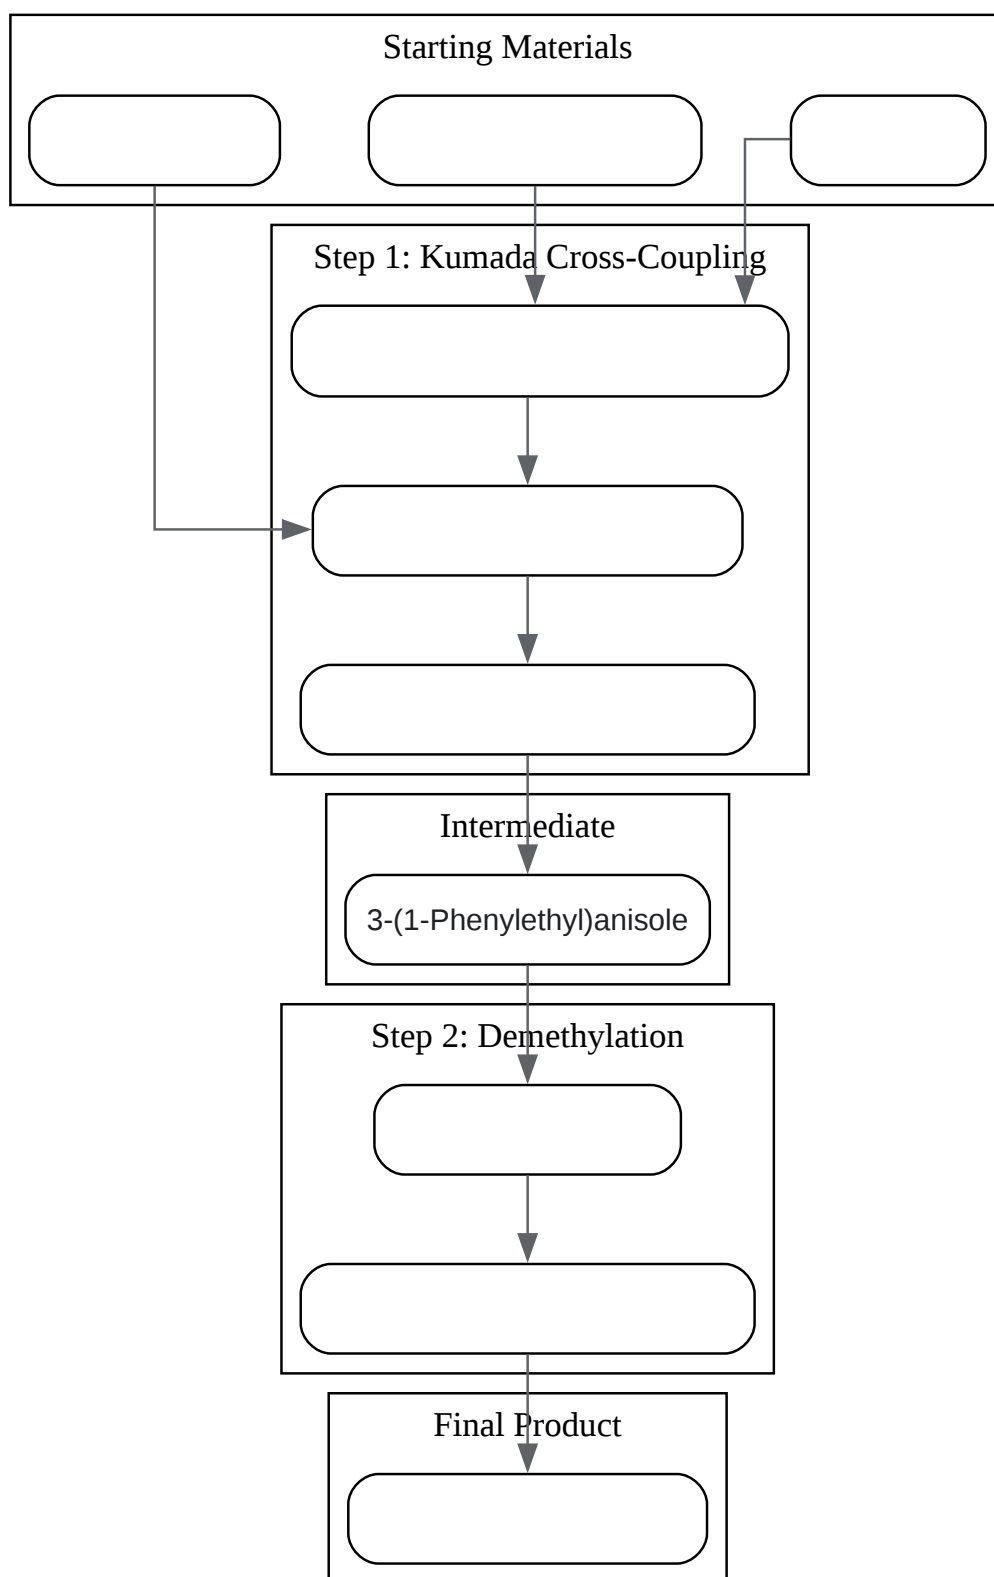 Starting Materials
Step 1: Kumada Cross-Coupling
Intermediate
3-(1-Phenylethyl)anisole
Step 2: Demethylation
Final Product